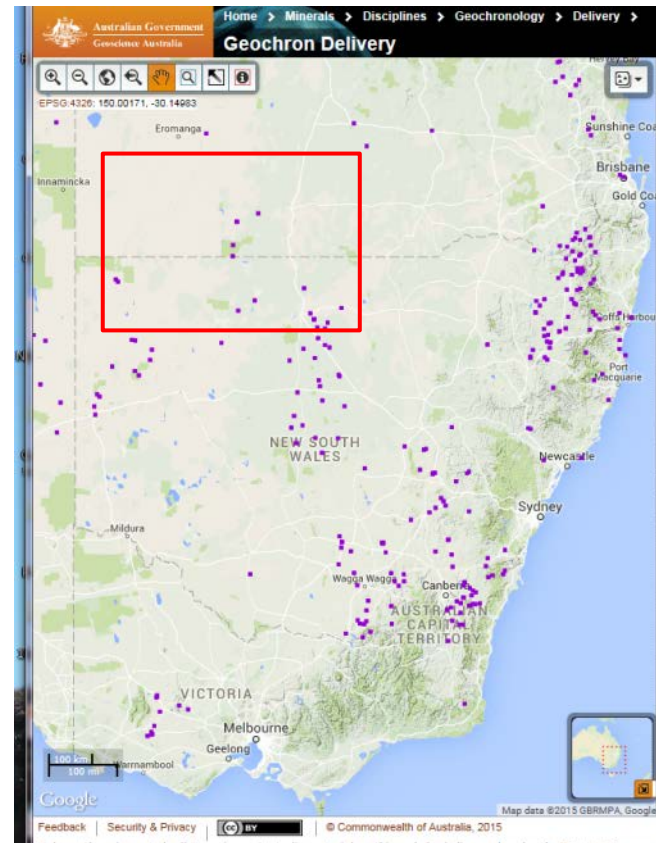 Australian Government
Geoscience Australia
Home > Minerals > Disciplines > Geochronology > Delivery >
Geochron Delivery
EPSG:4326: 150.00171, -30.14983
Hervey Bay
Eromanga
Sunshine Coa
Brisbane
Innamincka
Gold Coa
Coffs Harbou
Port
Macquarie
NEW SOUTH
WALES
Newcastle
Sydney
Mildura
Wagga Wagga
Canberra
AUSTRALIAN
CAPITAL
TERRITORY
VICTORIA
Melbourne
Geelong
Warrnambool
100 km
100 mi
Google
Map data ©2015 GBRMPA, Google
Feedback | Security & Privacy | (cc) BY | © Commonwealth of Australia, 2015